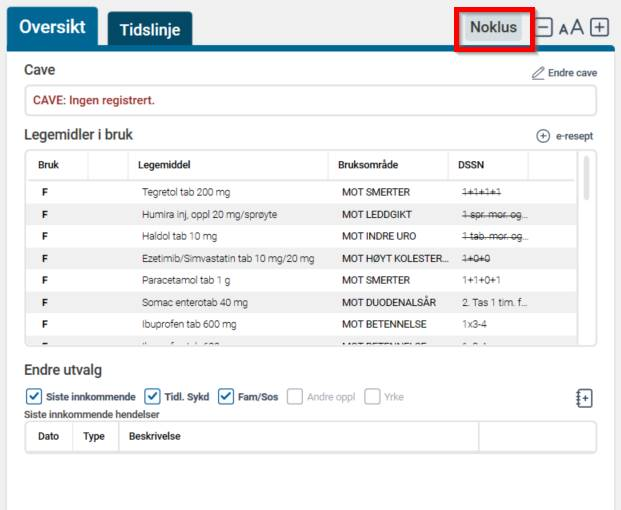 Oversikt Tidslinje Noklus AA
Cave Endre cave
CAVE: Ingen registrert.
Legemidler i bruk e-resept
Bruk Legemiddel Bruksområde DSSN
F Tegretol tab 200 mg MOT SMERTER 1+1+1+1
F Humira inj, oppl 20 mg/sprøyte MOT LEDDGIKT 1 spr. mor. og...
F Haldol tab 10 mg MOT INDRE URO 1 tab. mor. og...
F Ezetimib/Simvastatin tab 10 mg/20 mg MOT HØYT KOLESTER... 1+0+0
F Paracetamol tab 1 g MOT SMERTER 1+1+0+1
F Somac enterotab 40 mg MOT DUODENALSÅR 2. Tas 1 tim. f...
F Ibuprofen tab 600 mg MOT BETENNELSE 1x3-4
Endre utvalg
Siste innkommende Tidl. Sykd Fam/Sos Andre oppl Yrke
Siste innkommende hendelser
Dato Type Beskrivelse